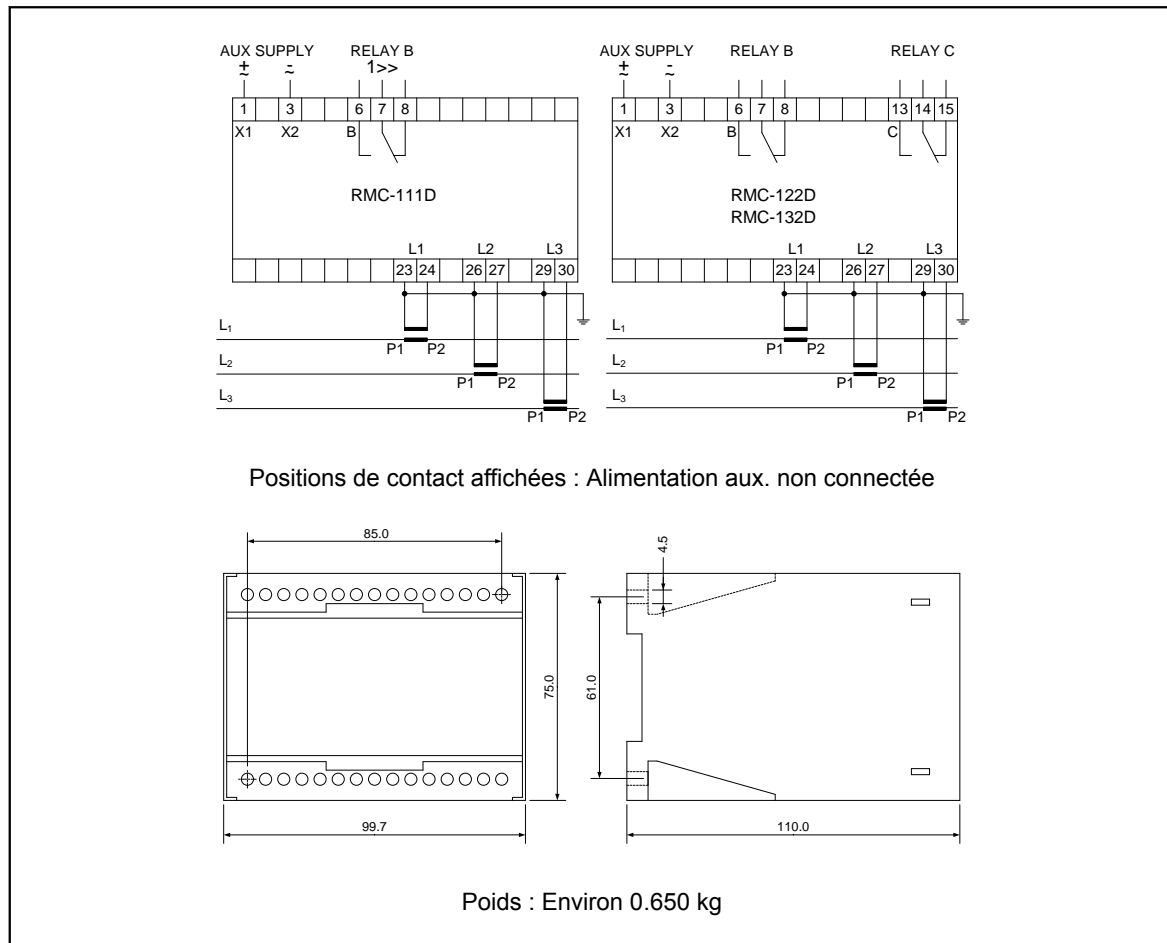 AUX SUPPLY RELAY B
± ~ - ~ 1>>
1 3 6 7 8
X1 X2 B
RMC-111D
L1 L2 L3
23 24 26 27 29 30
L₁
P1 P2
L₂
P1 P2
L₃
P1 P2
AUX SUPPLY RELAY B RELAY C
± ~ - ~
1 3 6 7 8 13 14 15
X1 X2 B C
RMC-122D
RMC-132D
L1 L2 L3
23 24 26 27 29 30
L₁
P1 P2
L₂
P1 P2
L₃
P1 P2
Positions de contact affichées : Alimentation aux. non connectée
85.0
75.0
99.7
4.5
61.0
110.0
Poids : Environ 0.650 kg